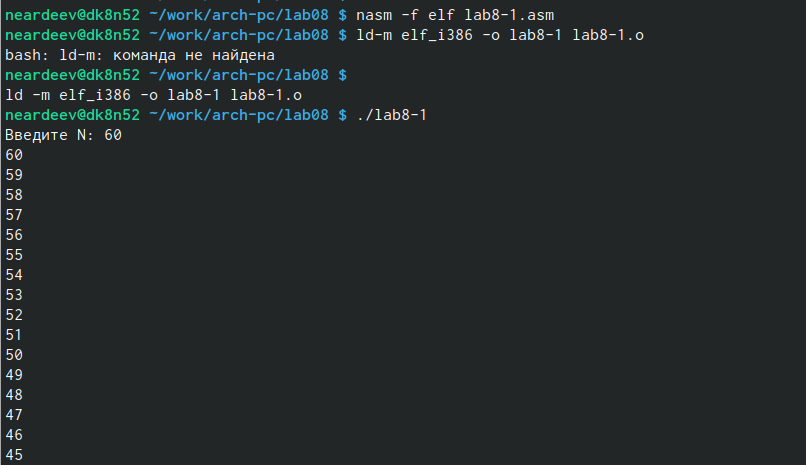 neardeev@dk8n52 ~/work/arch-pc/lab08 $ nasm -f elf lab8-1.asm
neardeev@dk8n52 ~/work/arch-pc/lab08 $ ld-m elf_i386 -o lab8-1 lab8-1.o
bash: ld-m: команда не найдена
neardeev@dk8n52 ~/work/arch-pc/lab08 $
ld -m elf_i386 -o lab8-1 lab8-1.o
neardeev@dk8n52 ~/work/arch-pc/lab08 $ ./lab8-1
Введите N: 60
60
59
58
57
56
55
54
53
52
51
50
49
48
47
46
45